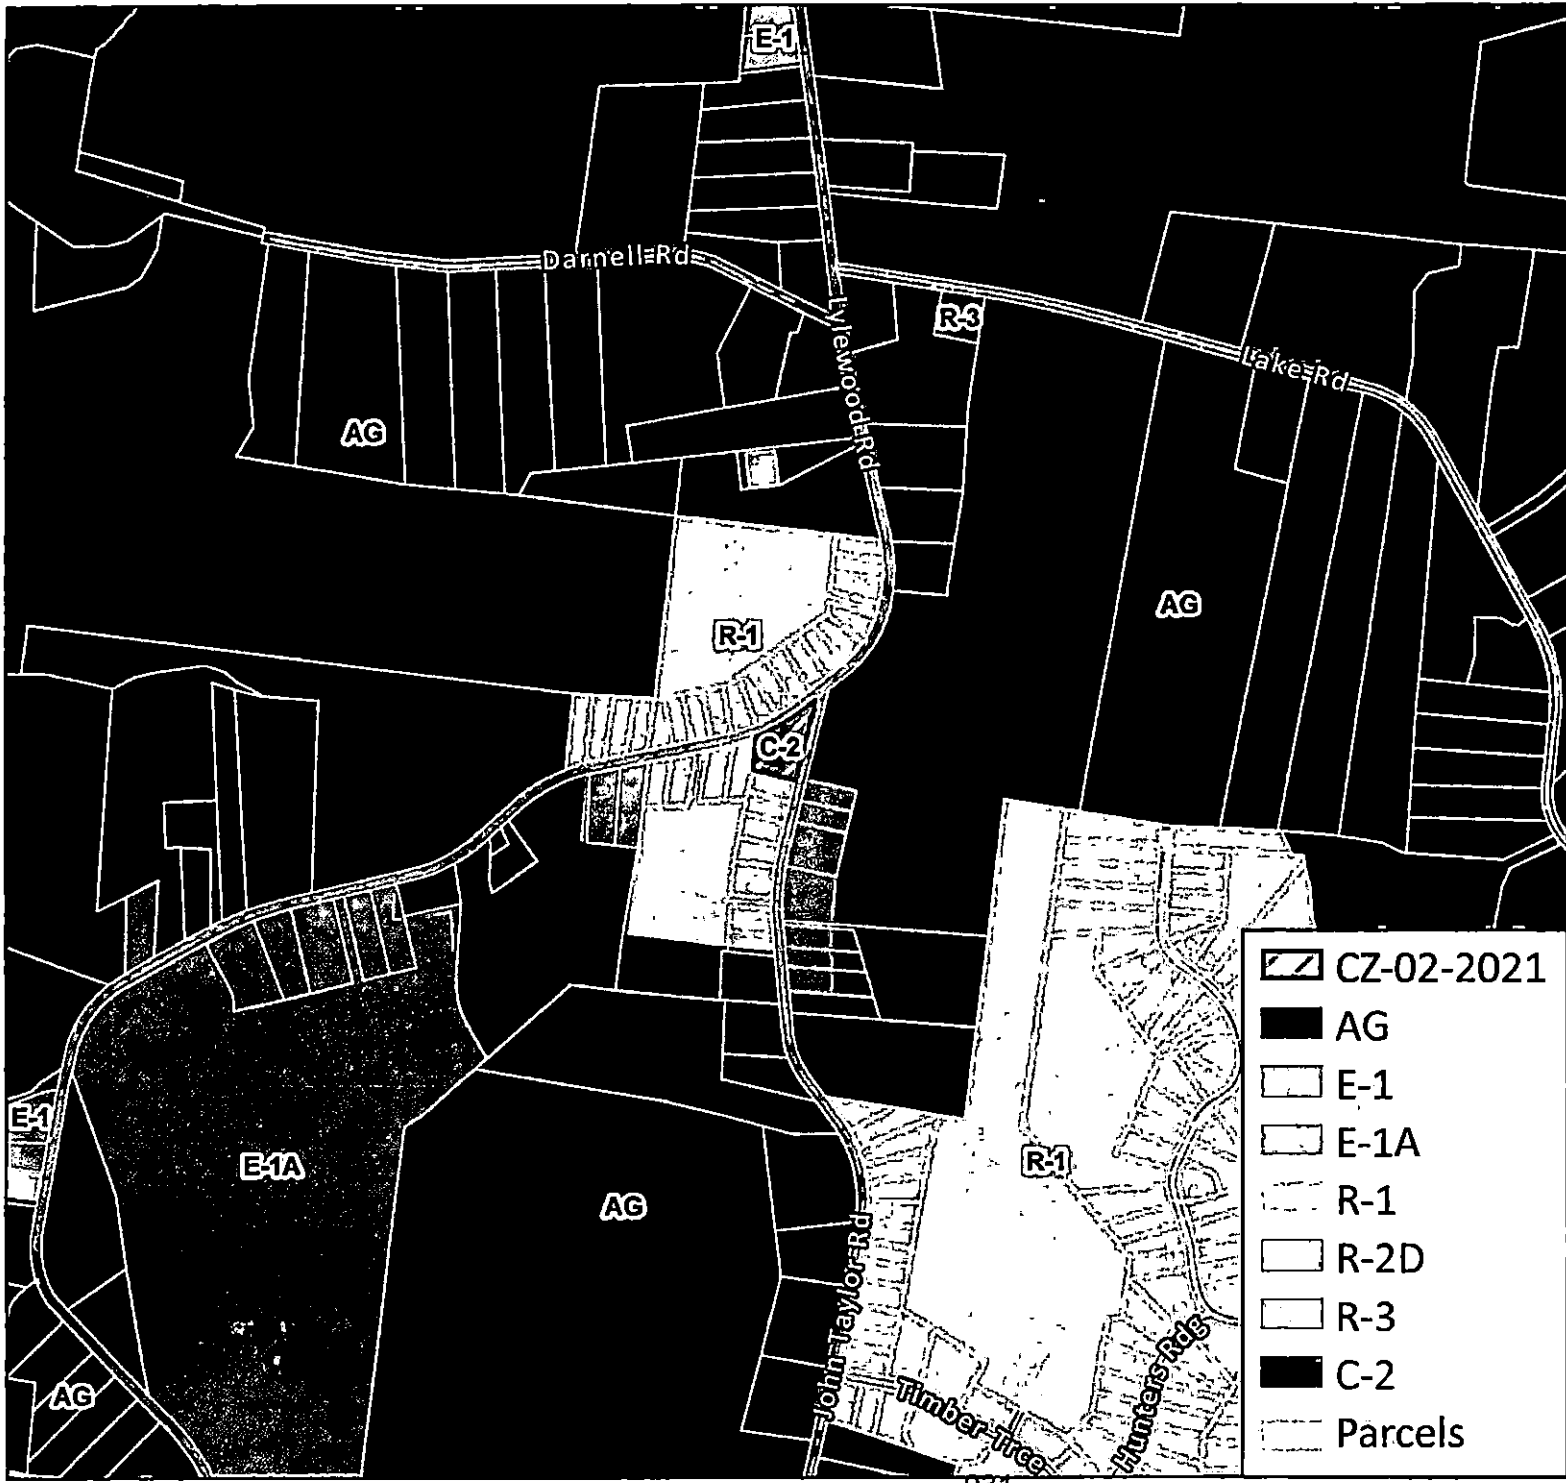 E-1
Darnell Rd
Lylewood Rd
R-3
Lake Rd
AG
AG
R-1
C-2
E-1
E-1A
AG
R-1
John Taylor Rd
Timber Trce
Hunters Rdg
AG
CZ-02-2021
AG
E-1
E-1A
R-1
R-2D
R-3
C-2
Parcels